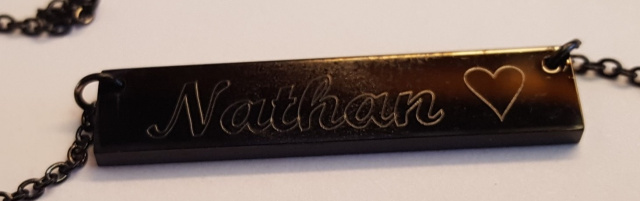 Nathan ♡